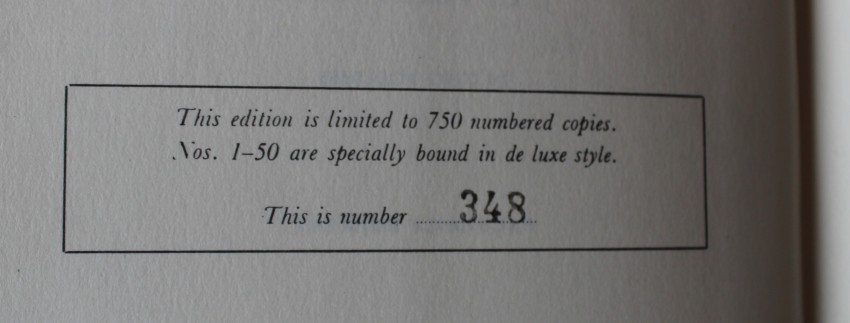 This edition is limited to 750 numbered copies.
Nos. 1–50 are specially bound in de luxe style.
This is number 348